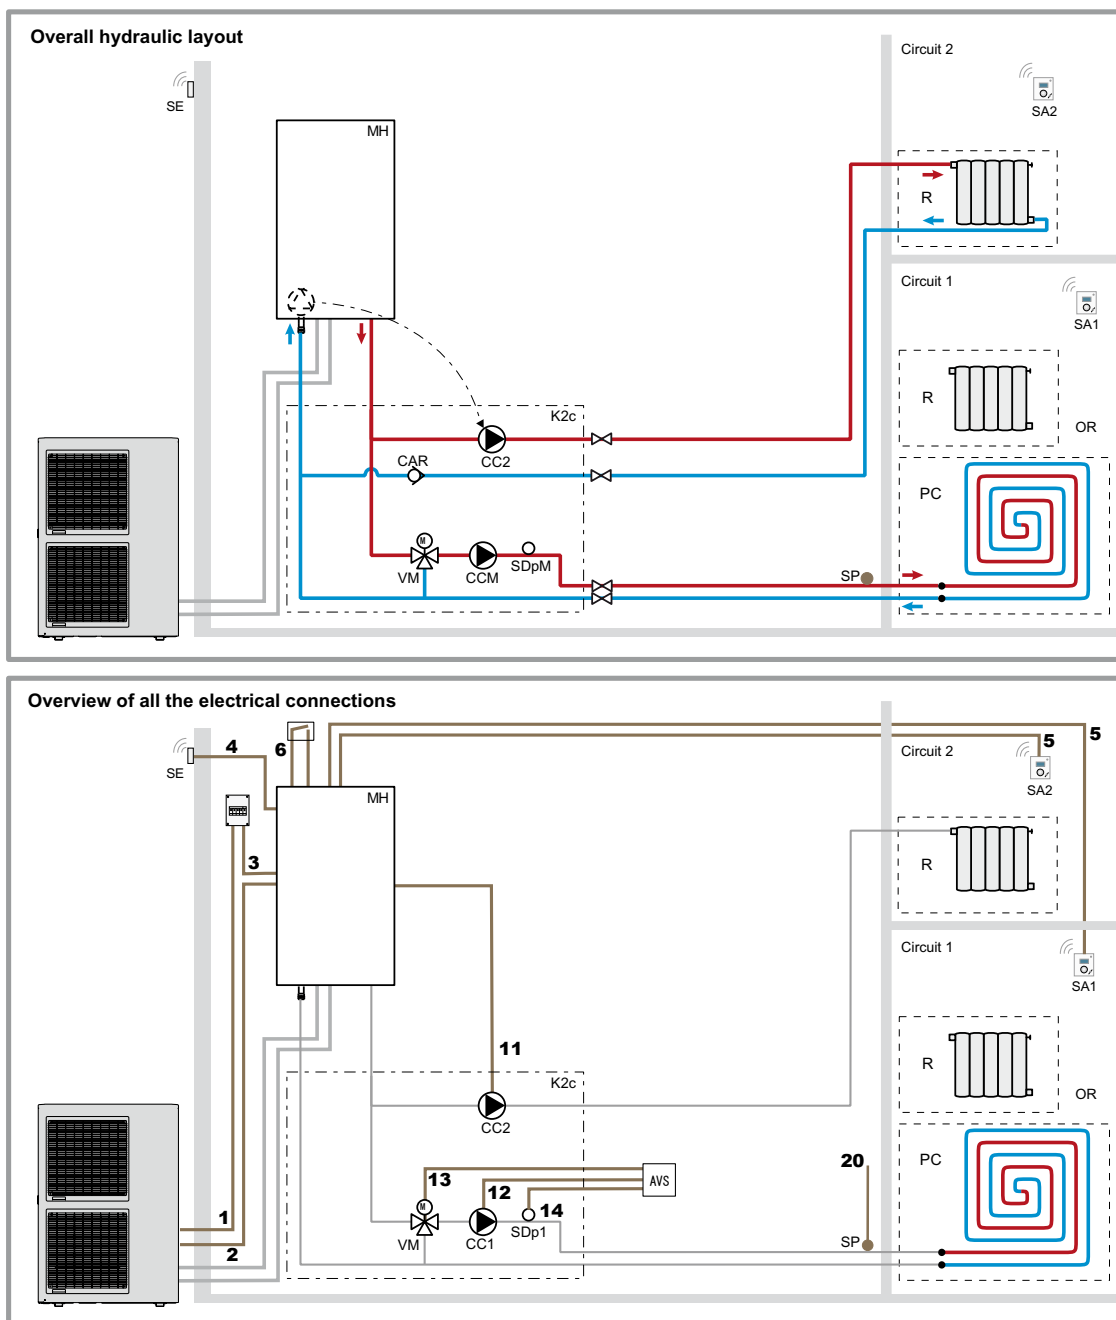 Overall hydraulic layout
Circuit 2
SE
SA2
MH
R
Circuit 1
SA1
R
K2c
OR
CAR
CC2
PC
M
VM
CCM
SDpM
SP
Overview of all the electrical connections
4
6
5
5
Circuit 2
SE
SA2
MH
3
R
Circuit 1
SA1
11
R
K2c
OR
CC2
13
12
14
AVS
20
PC
M
1
2
VM
CC1
SDp1
SP